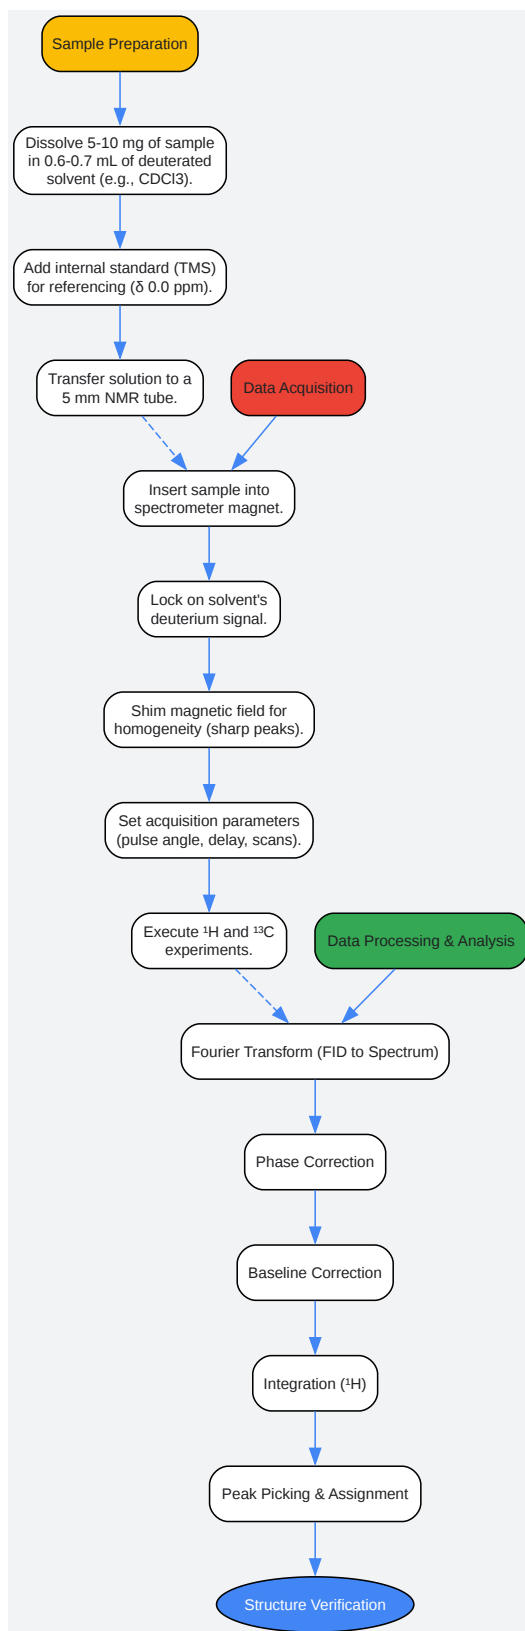 Sample Preparation
Dissolve 5-10 mg of sample
in 0.6-0.7 mL of deuterated
solvent (e.g., CDCl3).
Add internal standard (TMS)
for referencing (δ 0.0 ppm).
Transfer solution to a
5 mm NMR tube.
Data Acquisition
Insert sample into
spectrometer magnet.
Lock on solvent's
deuterium signal.
Shim magnetic field for
homogeneity (sharp peaks).
Set acquisition parameters
(pulse angle, delay, scans).
Execute ¹H and ¹³C
experiments.
Data Processing & Analysis
Fourier Transform (FID to Spectrum)
Phase Correction
Baseline Correction
Integration (¹H)
Peak Picking & Assignment
Structure Verification